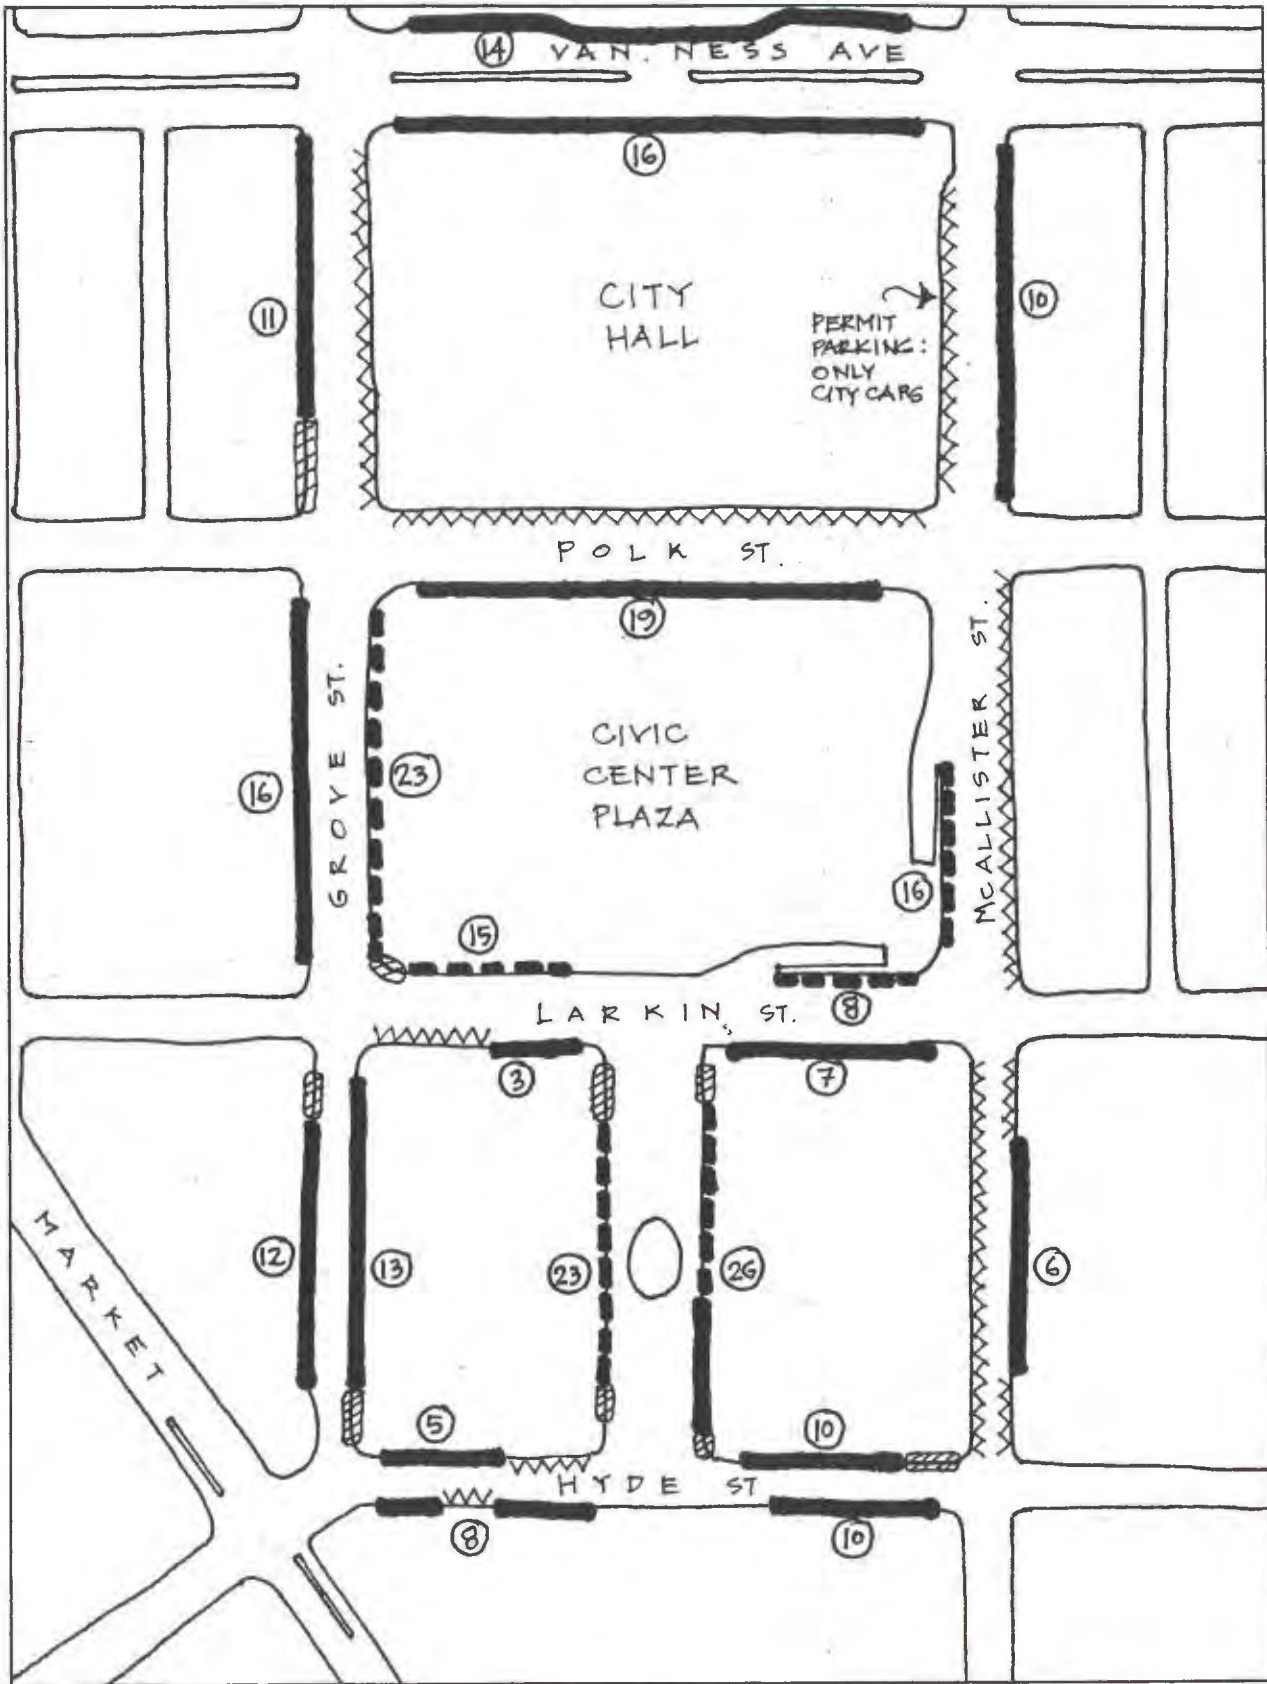 14 VAN NESS AVE
16
CITY
HALL
11
10
PERMIT
PARKING:
ONLY
CITY CARS
POLK ST.
19
GROVE ST.
McALLISTER ST.
CIVIC
CENTER
PLAZA
23
16
16
15
LARKIN ST.
8
3
7
MARKET
12
13
23
26
6
5
10
HYDE ST
8
10